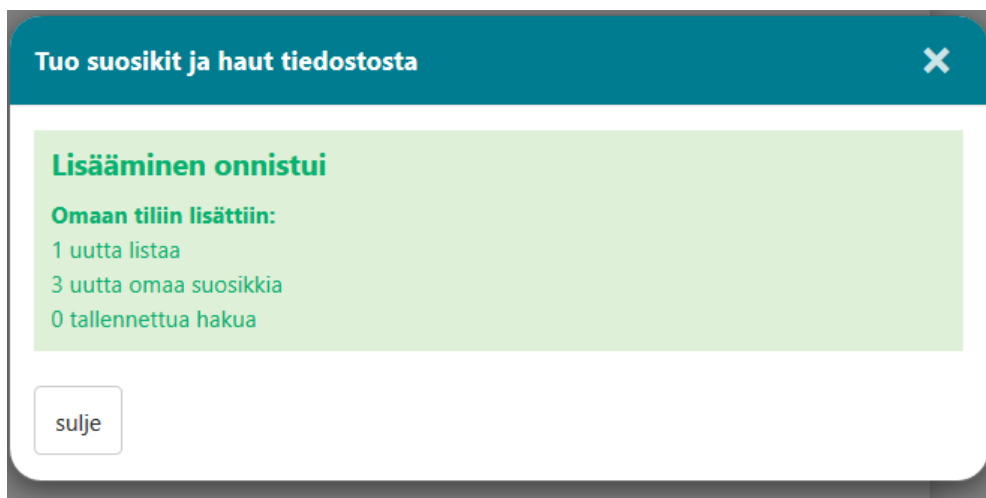 Tuo suosikit ja haut tiedostosta
Lisääminen onnistui
Omaan tiliin lisättiin:
1 uutta listaa
3 uutta omaa suosikkia
0 tallennettua hakua
sulje